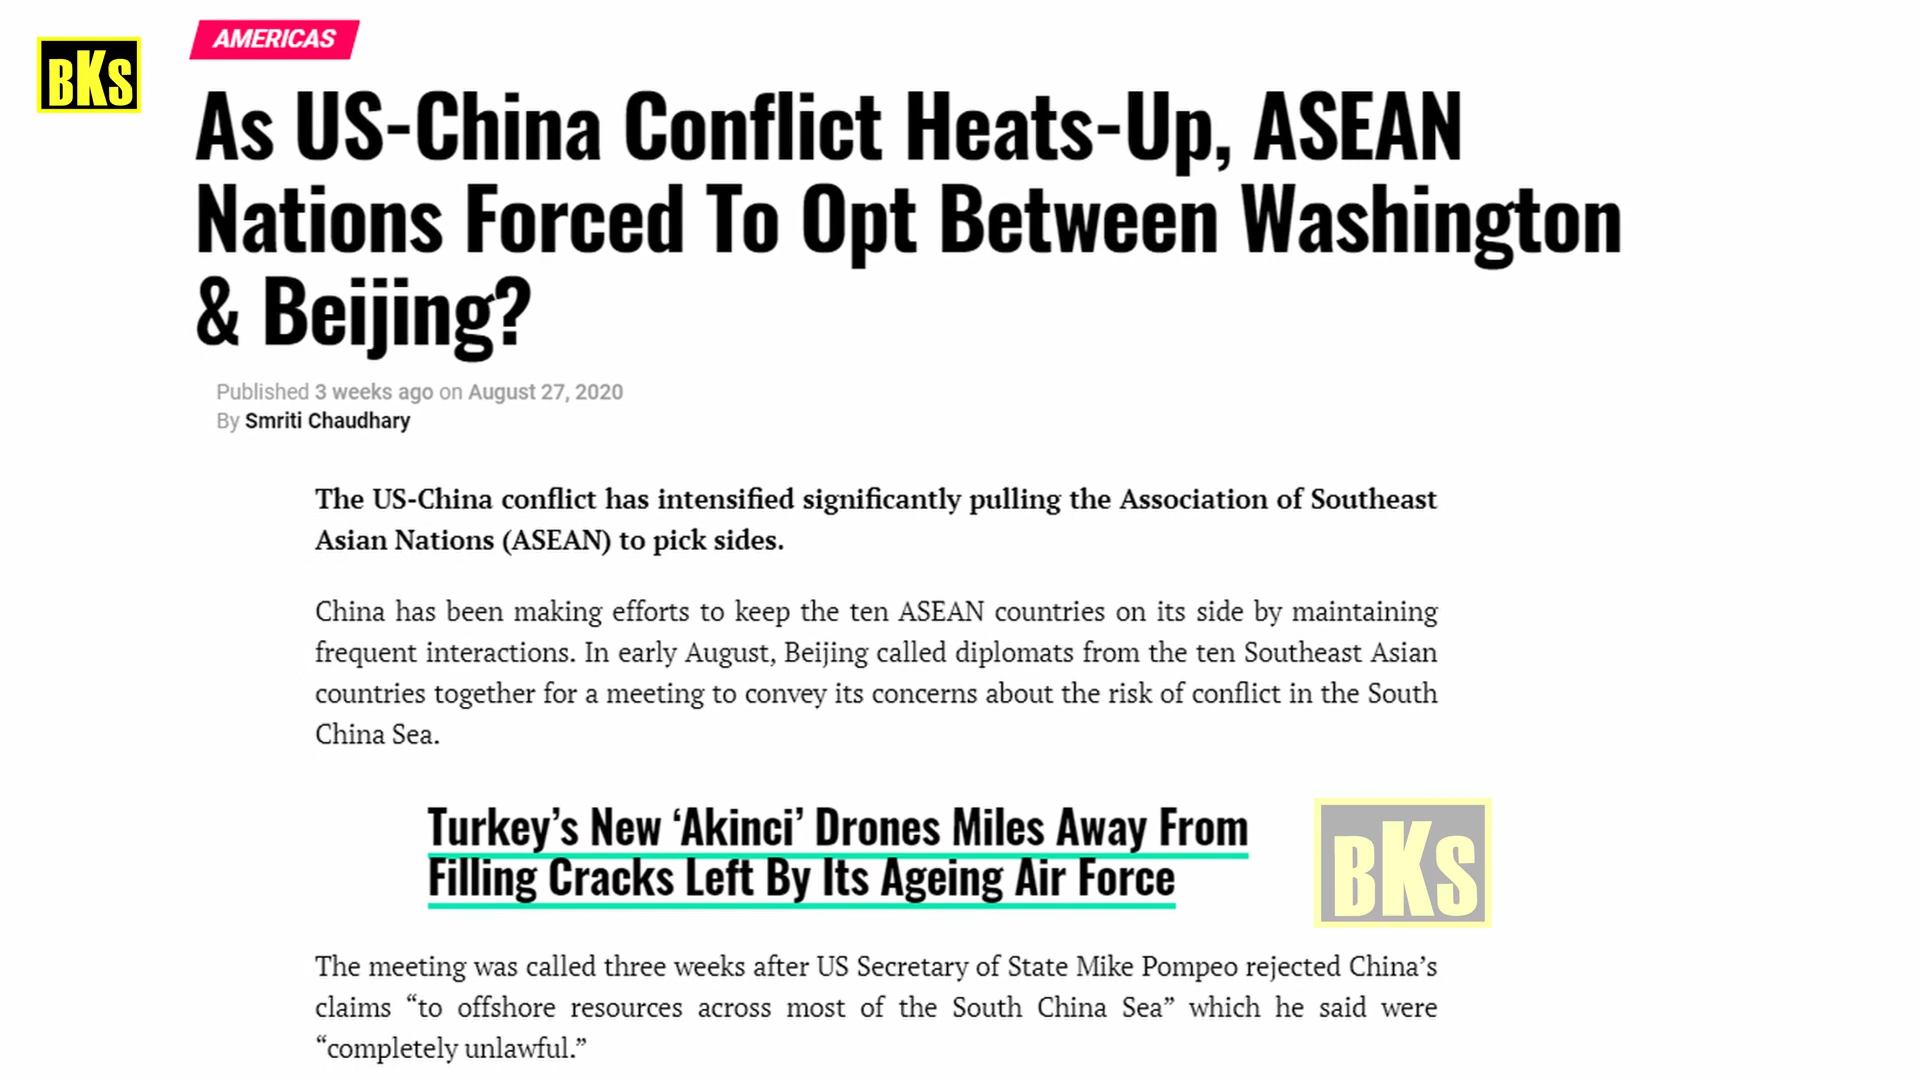 BKS
AMERICAS
As US-China Conflict Heats-Up, ASEAN
Nations Forced To Opt Between Washington
& Beijing?
Published 3 weeks ago on August 27, 2020
By Smriti Chaudhary
The US-China conflict has intensified significantly pulling the Association of Southeast
Asian Nations (ASEAN) to pick sides.
China has been making efforts to keep the ten ASEAN countries on its side by maintaining
frequent interactions. In early August, Beijing called diplomats from the ten Southeast Asian
countries together for a meeting to convey its concerns about the risk of conflict in the South
China Sea.
Turkey’s New ‘Akinci’ Drones Miles Away From
Filling Cracks Left By Its Ageing Air Force
BKS
The meeting was called three weeks after US Secretary of State Mike Pompeo rejected China’s
claims “to offshore resources across most of the South China Sea” which he said were
“completely unlawful.”